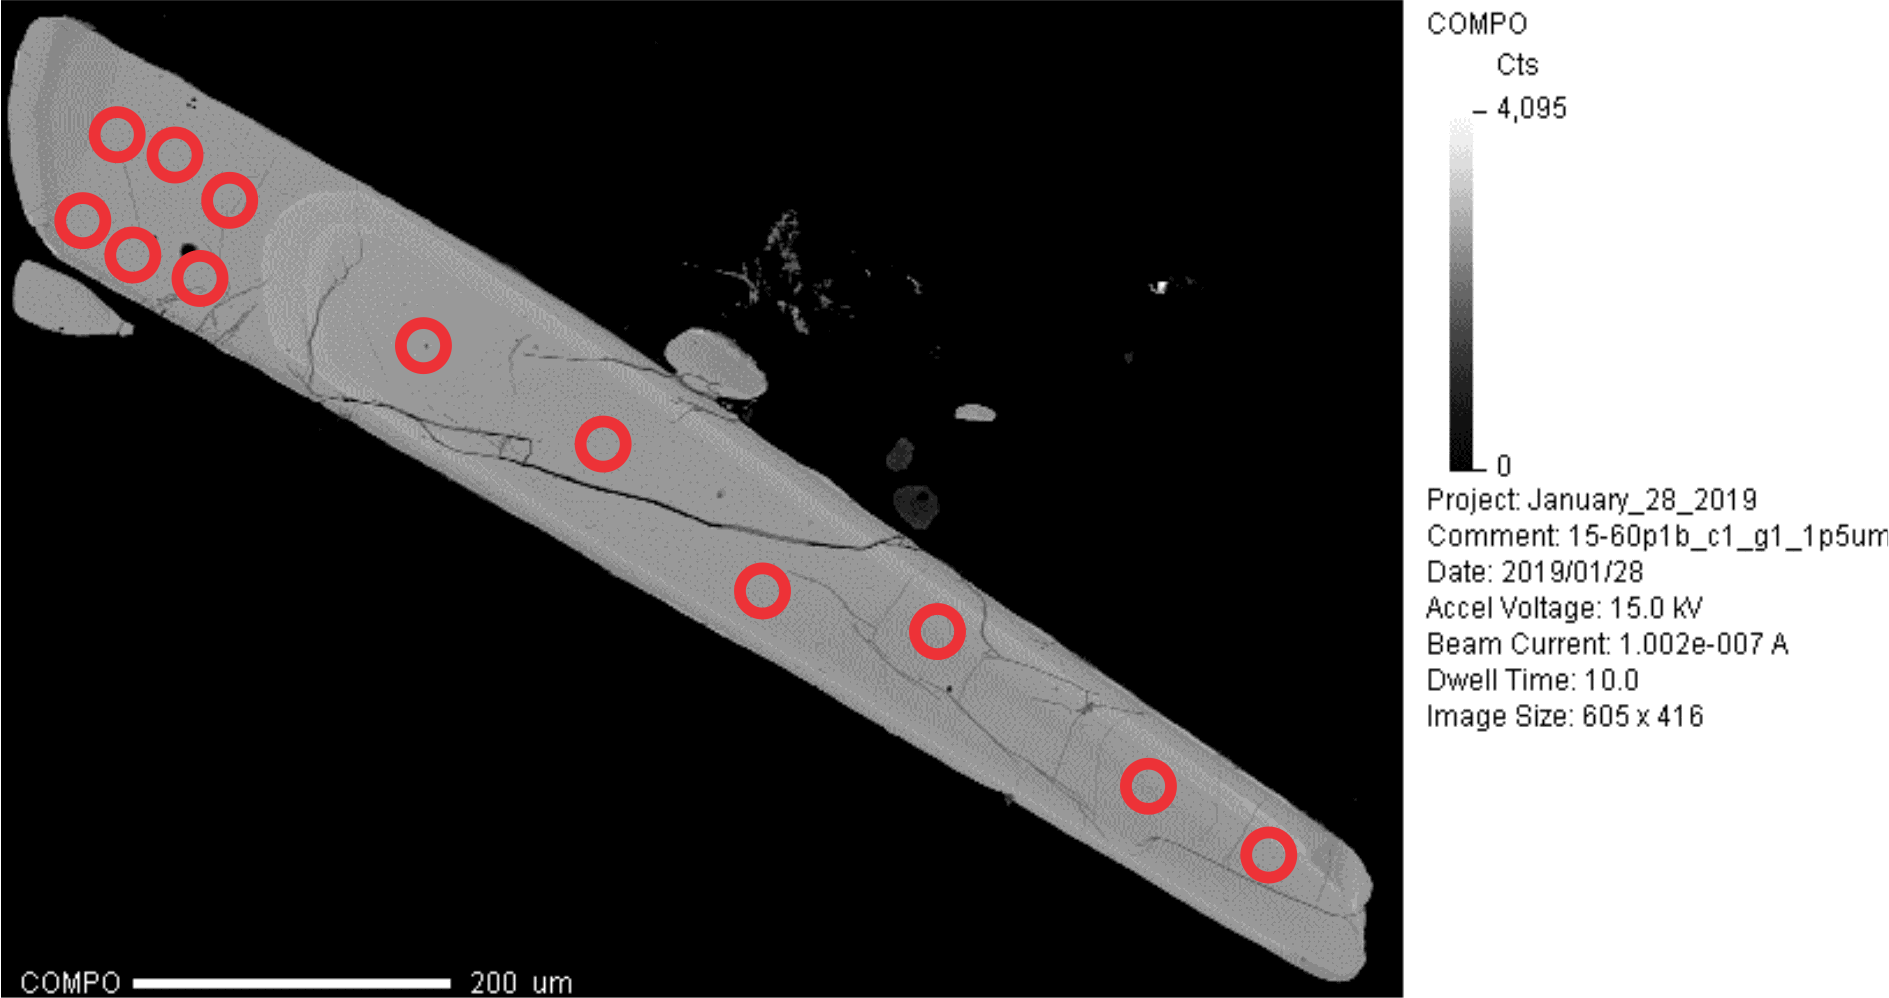 COMPO
Cts
4,095
0
Project: January_28_2019
Comment: 15-60p1b_c1_g1_1p5um
Date: 2019/01/28
Accel Voltage: 15.0 kV
Beam Current: 1.002e-007 A
Dwell Time: 10.0
Image Size: 605 x 416
COMPO 200 um